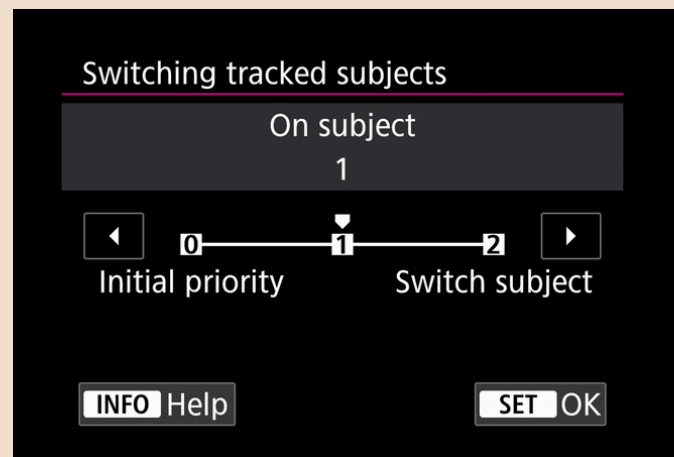 Switching tracked subjects
On subject
1
0 1 2
Initial priority Switch subject
INFO Help SET OK